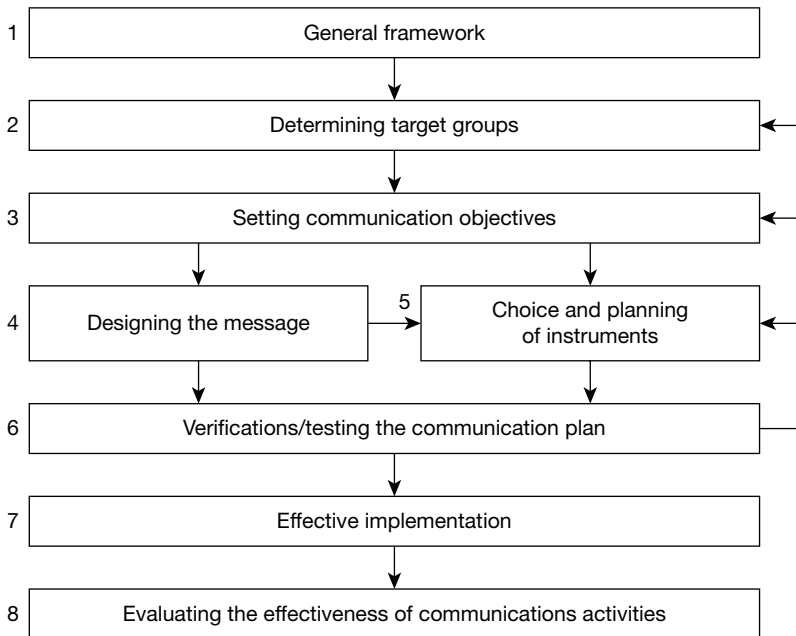 1 General framework
2 Determining target groups
3 Setting communication objectives
4 Designing the message
5 Choice and planning
of instruments
6 Verifications/testing the communication plan
7 Effective implementation
8 Evaluating the effectiveness of communications activities